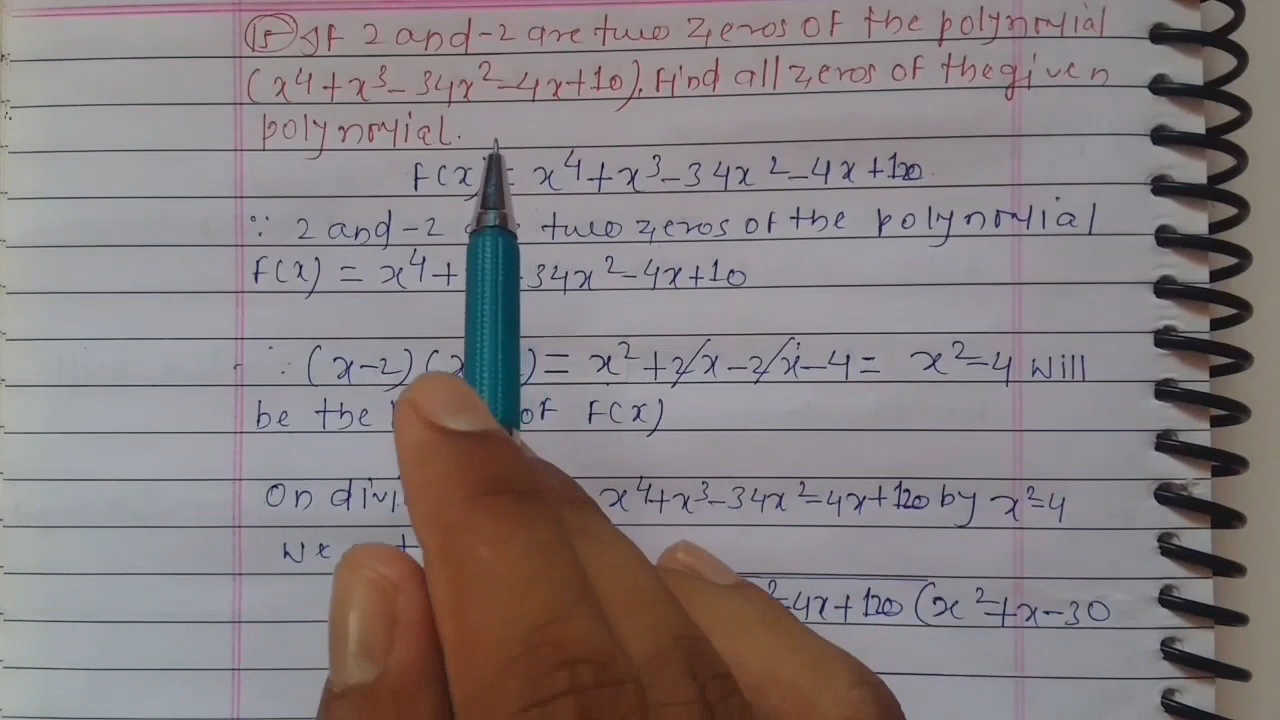 15 If 2 and -2 are two zeros of the polynomial
(x⁴+x³-34x²-4x+10). Find all zeros of the given
polynomial.
F(x) = x⁴+x³-34x²-4x+120.
∵ 2 and -2 two zeros of the polynomial
F(x) = x⁴+ 34x²-4x+10
∴ (x-2)(x )= x²+2x-2x-4= x²-4 will
be the of F(x)
On divi x⁴+x³-34x²-4x+120 by x²-4
we
²-4x+120 (x²+x-30